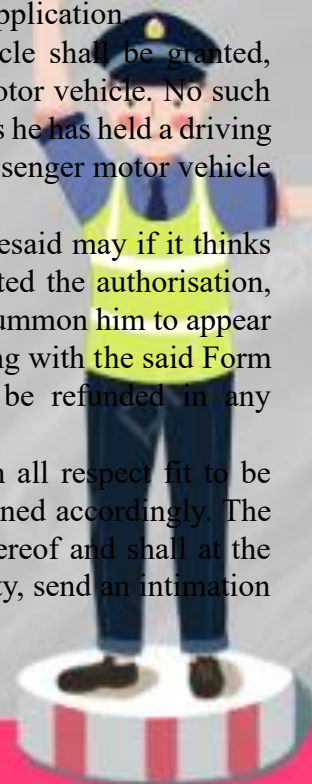 pplication.
cle shall be granted,
otor vehicle. No such
s he has held a driving
senger motor vehicle
esaid may if it thinks
ted the authorisation,
ummon him to appear
ng with the said Form
be refunded in any
n all respect fit to be
ned accordingly. The
ereof and shall at the
ty, send an intimation